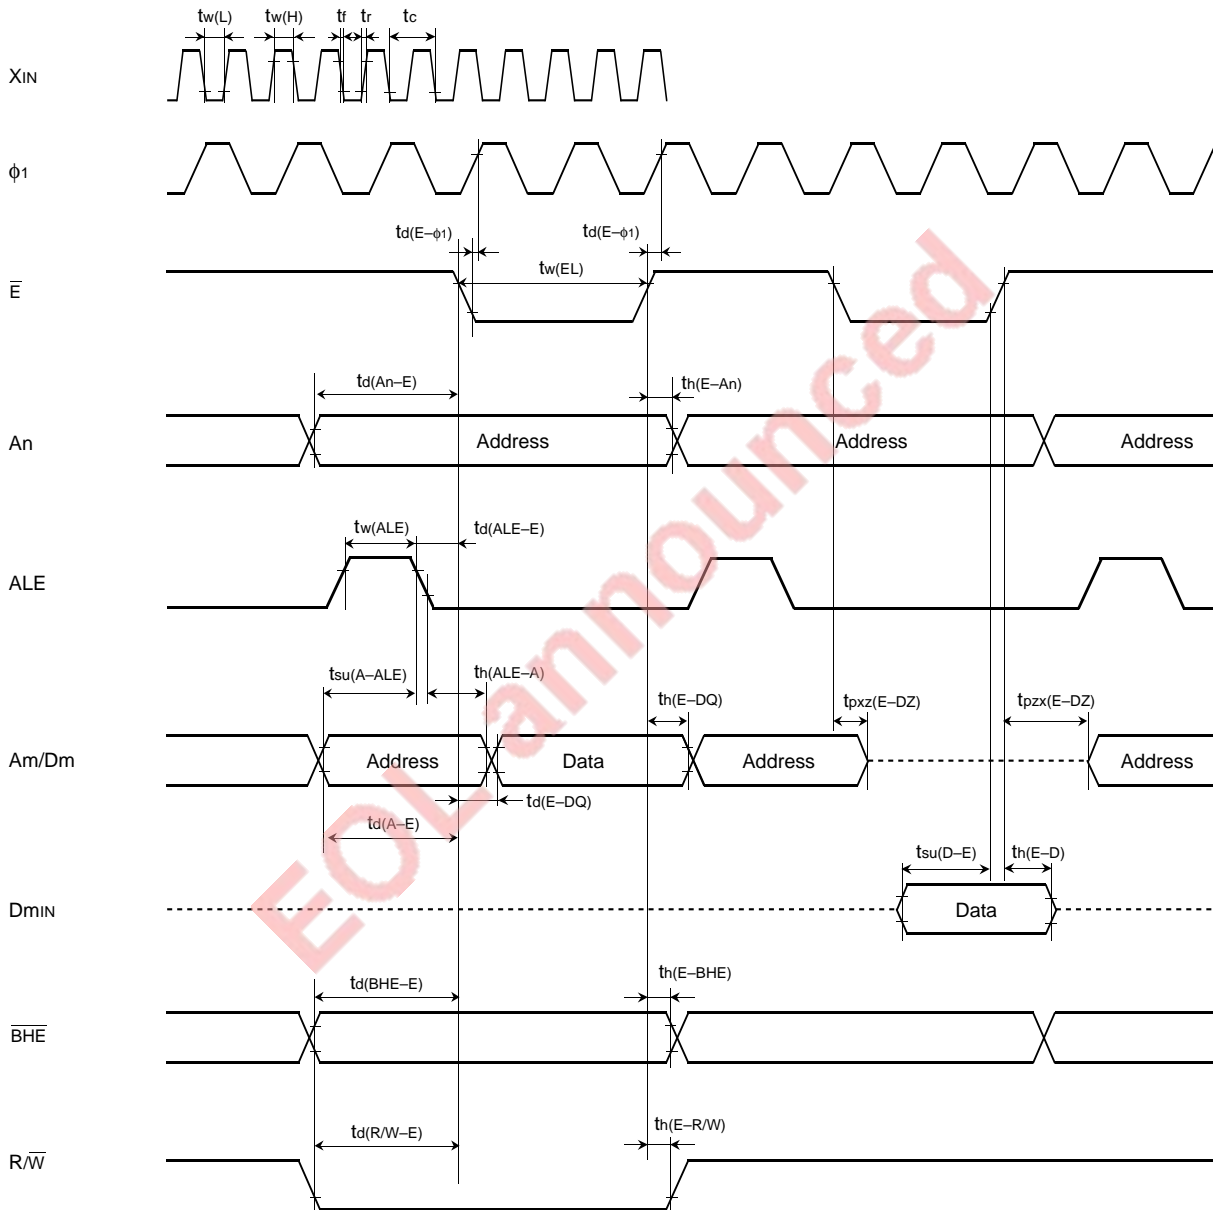 tw(L) tw(H) tf tr tc
XIN
ϕ1
td(E–ϕ1) td(E–ϕ1)
tw(EL)
E̅
td(An–E) th(E–An)
An Address Address Address
tw(ALE) td(ALE–E)
ALE
tsu(A–ALE) th(ALE–A) th(E–DQ) tpxz(E–DZ) tpzx(E–DZ)
Am/Dm Address Data Address Address
td(E–DQ)
td(A–E)
tsu(D–E) th(E–D)
DmIN Data
td(BHE–E) th(E–BHE)
B̅H̅E̅
td(R/W–E) th(E–R/W)
R/W̅
EOL announced